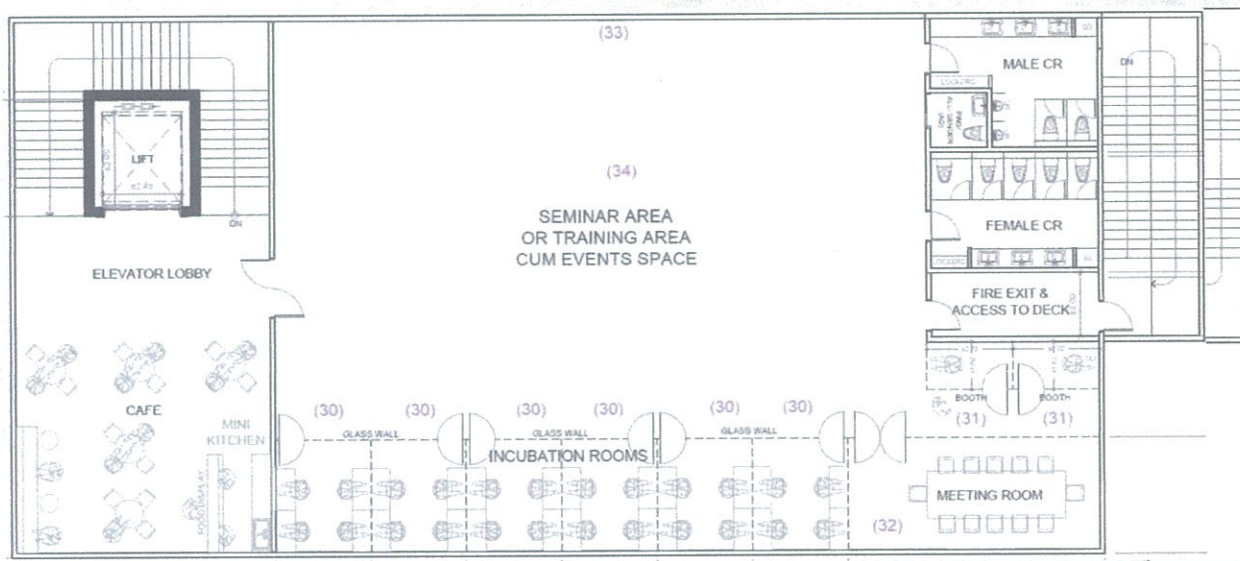 (33)
MALE CR
DN
LOCKERS
LIFT
(34)
SEMINAR AREA
OR TRAINING AREA
CUM EVENTS SPACE
FEMALE CR
DN
LOCKERS
ELEVATOR LOBBY
FIRE EXIT &
ACCESS TO DECK
CAFE
MINI
KITCHEN
(30) (30) (30) (30) (30) (30)
BOOTH BOOTH
(31) (31)
GLASS WALL GLASS WALL GLASS WALL
INCUBATION ROOMS
MEETING ROOM
(32)